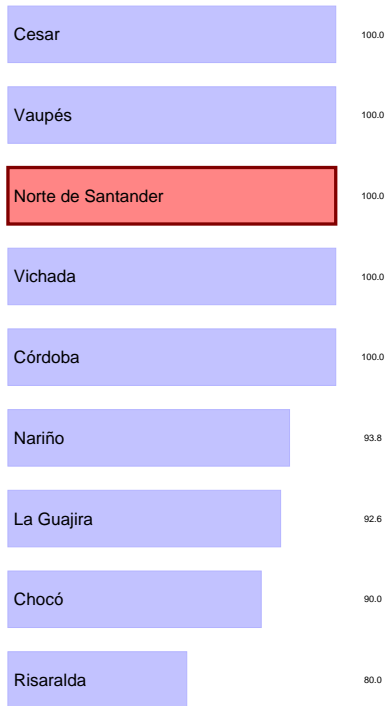 Cesar 100.0
Vaupés 100.0
Norte de Santander 100.0
Vichada 100.0
Córdoba 100.0
Nariño 93.8
La Guajira 92.6
Chocó 90.0
Risaralda 80.0